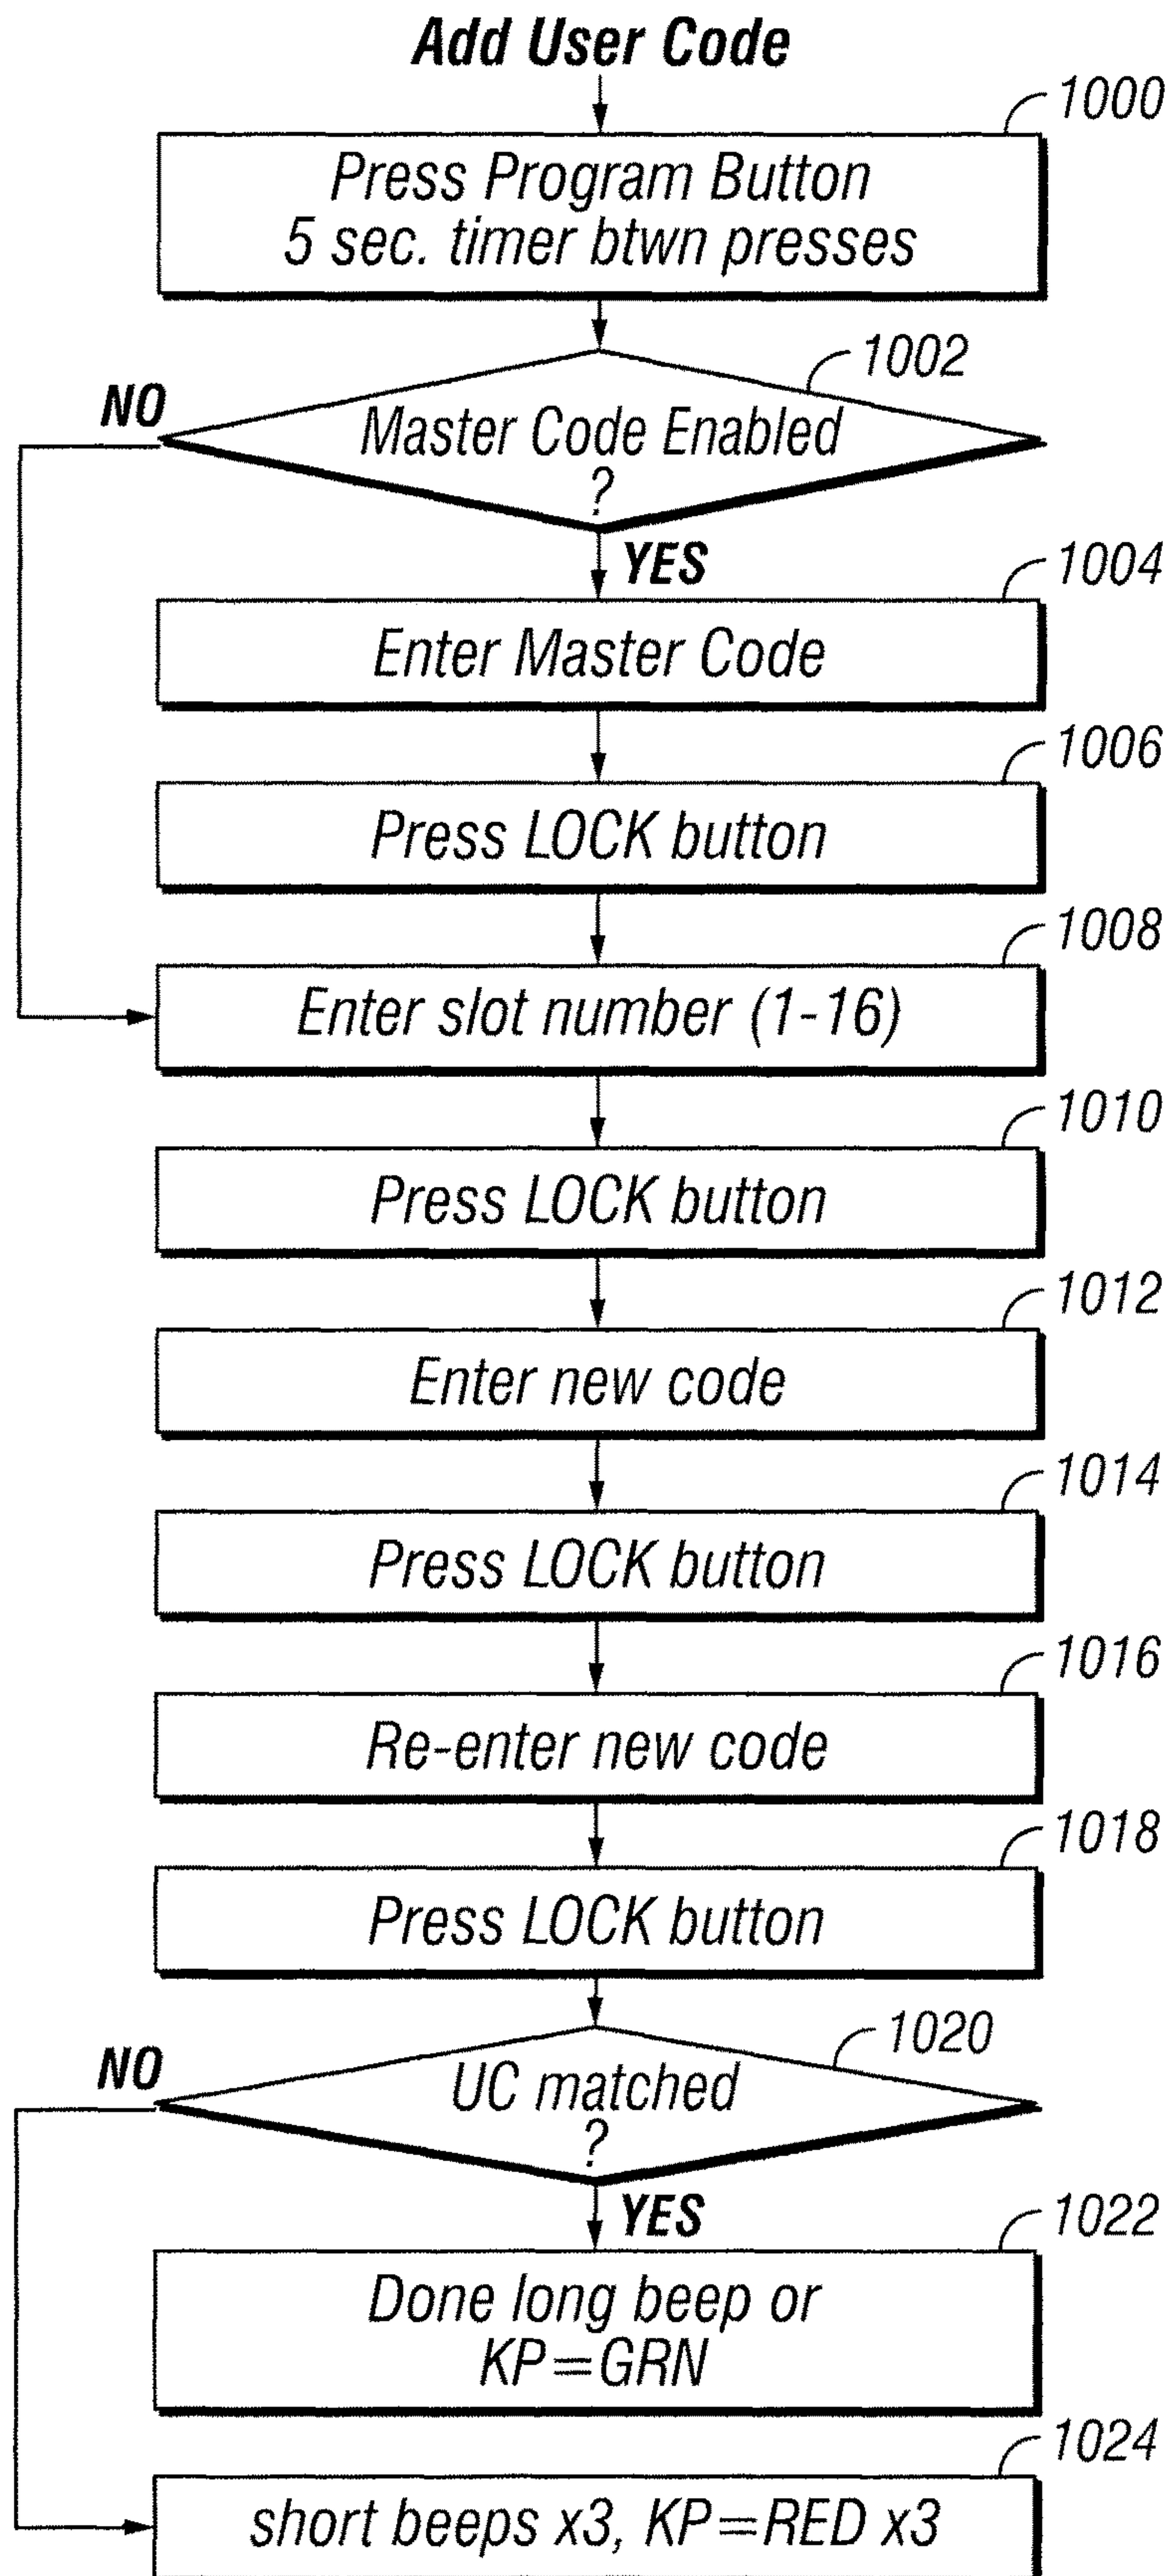 Add User Code
1000
Press Program Button
5 sec. timer btwn presses
1002
NO
Master Code Enabled
?
YES
1004
Enter Master Code
1006
Press LOCK button
1008
Enter slot number (1-16)
1010
Press LOCK button
1012
Enter new code
1014
Press LOCK button
1016
Re-enter new code
1018
Press LOCK button
1020
NO
UC matched
?
YES
1022
Done long beep or
KP=GRN
1024
short beeps x3, KP=RED x3